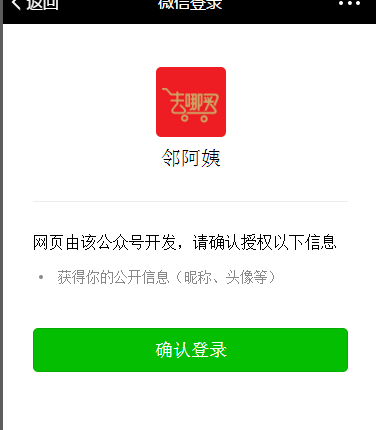 返回
微信登录
去哪买
邻阿姨
网页由该公众号开发，请确认授权以下信息
• 获得你的公开信息（昵称、头像等）
确认登录